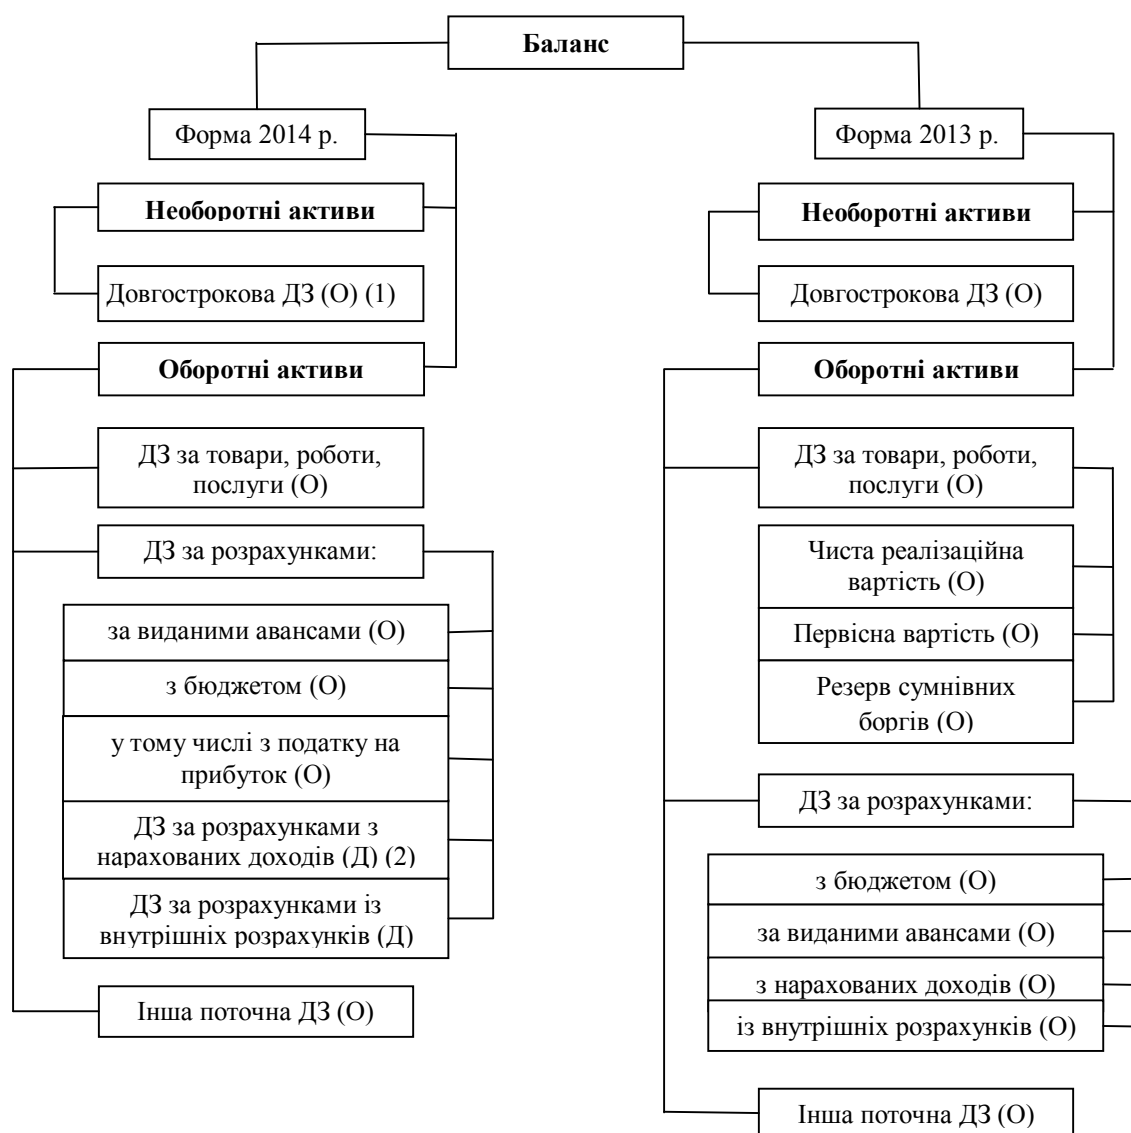 Баланс
Форма 2014 р.
Необоротні активи
Довгострокова ДЗ (О) (1)
Оборотні активи
ДЗ за товари, роботи,
послуги (О)
ДЗ за розрахунками:
за виданими авансами (О)
з бюджетом (О)
у тому числі з податку на
прибуток (О)
ДЗ за розрахунками з
нарахованих доходів (Д) (2)
ДЗ за розрахунками із
внутрішніх розрахунків (Д)
Інша поточна ДЗ (О)
Форма 2013 р.
Необоротні активи
Довгострокова ДЗ (О)
Оборотні активи
ДЗ за товари, роботи,
послуги (О)
Чиста реалізаційна
вартість (О)
Первісна вартість (О)
Резерв сумнівних
боргів (О)
ДЗ за розрахунками:
з бюджетом (О)
за виданими авансами (О)
з нарахованих доходів (О)
із внутрішніх розрахунків (О)
Інша поточна ДЗ (О)